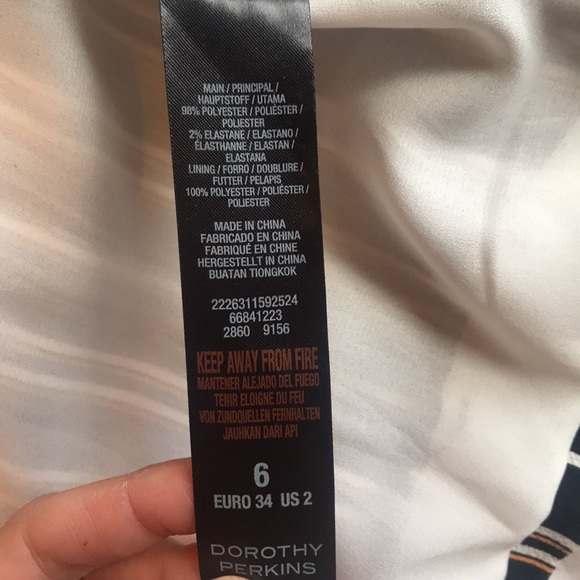 MAIN / PRINCIPAL /
HAUPTSTOFF / UTAMA
98% POLYESTER / POLIÉSTER /
POLIESTER
2% ELASTANE / ELASTANO /
ÉLASTHANNE / ELASTAN /
ELASTANA
LINING / FORRO / DOUBLURE /
FUTTER / PELAPIS
100% POLYESTER / POLIÉSTER /
POLIESTER
MADE IN CHINA
FABRICADO EN CHINA
FABRIQUÉ EN CHINE
HERGESTELLT IN CHINA
BUATAN TIONGKOK
2226311592524
66841223
2860 9156
KEEP AWAY FROM FIRE
MANTENER ALEJADO DEL FUEGO
TENIR ELOIGNE DU FEU
VON ZUNDQUELLEN FERNHALTEN
JAUHKAN DARI API
6
EURO 34 US 2
DOROTHY
PERKINS